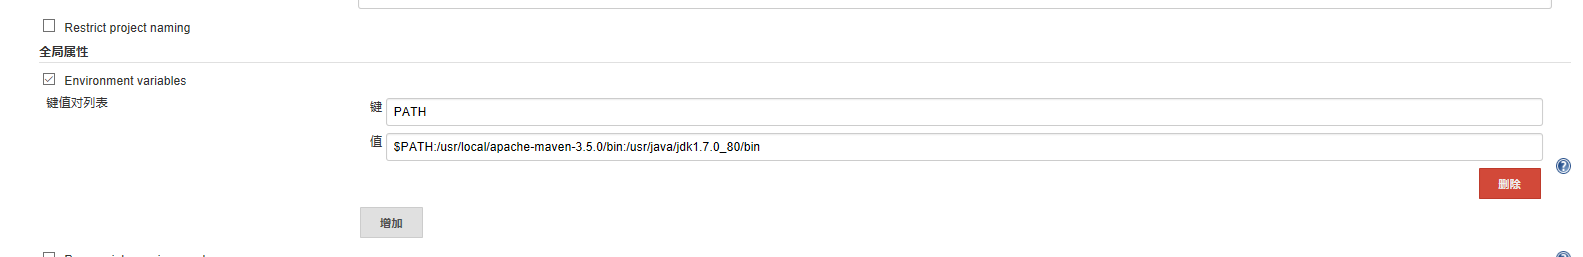 Restrict project naming
全局属性
Environment variables
键值对列表
键
PATH
值
$PATH:/usr/local/apache-maven-3.5.0/bin:/usr/java/jdk1.7.0_80/bin
?
删除
增加